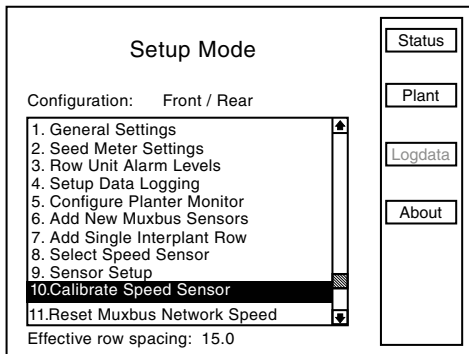 Setup Mode
Configuration: Front / Rear
1. General Settings
2. Seed Meter Settings
3. Row Unit Alarm Levels
4. Setup Data Logging
5. Configure Planter Monitor
6. Add New Muxbus Sensors
7. Add Single Interplant Row
8. Select Speed Sensor
9. Sensor Setup
10.Calibrate Speed Sensor
11.Reset Muxbus Network Speed
Effective row spacing: 15.0
Status
Plant
Logdata
About